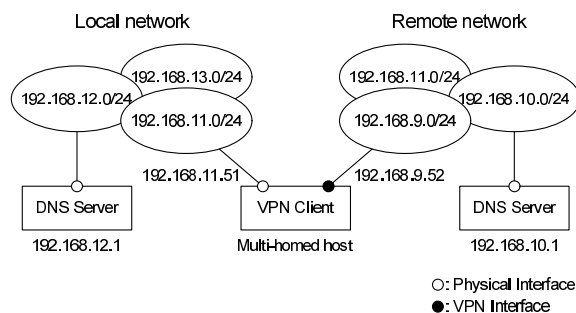 Local network
Remote network
192.168.13.0/24
192.168.12.0/24
192.168.11.0/24
192.168.11.0/24
192.168.10.0/24
192.168.9.0/24
192.168.11.51
192.168.9.52
DNS Server
VPN Client
DNS Server
192.168.12.1
Multi-homed host
192.168.10.1
: Physical Interface
: VPN Interface